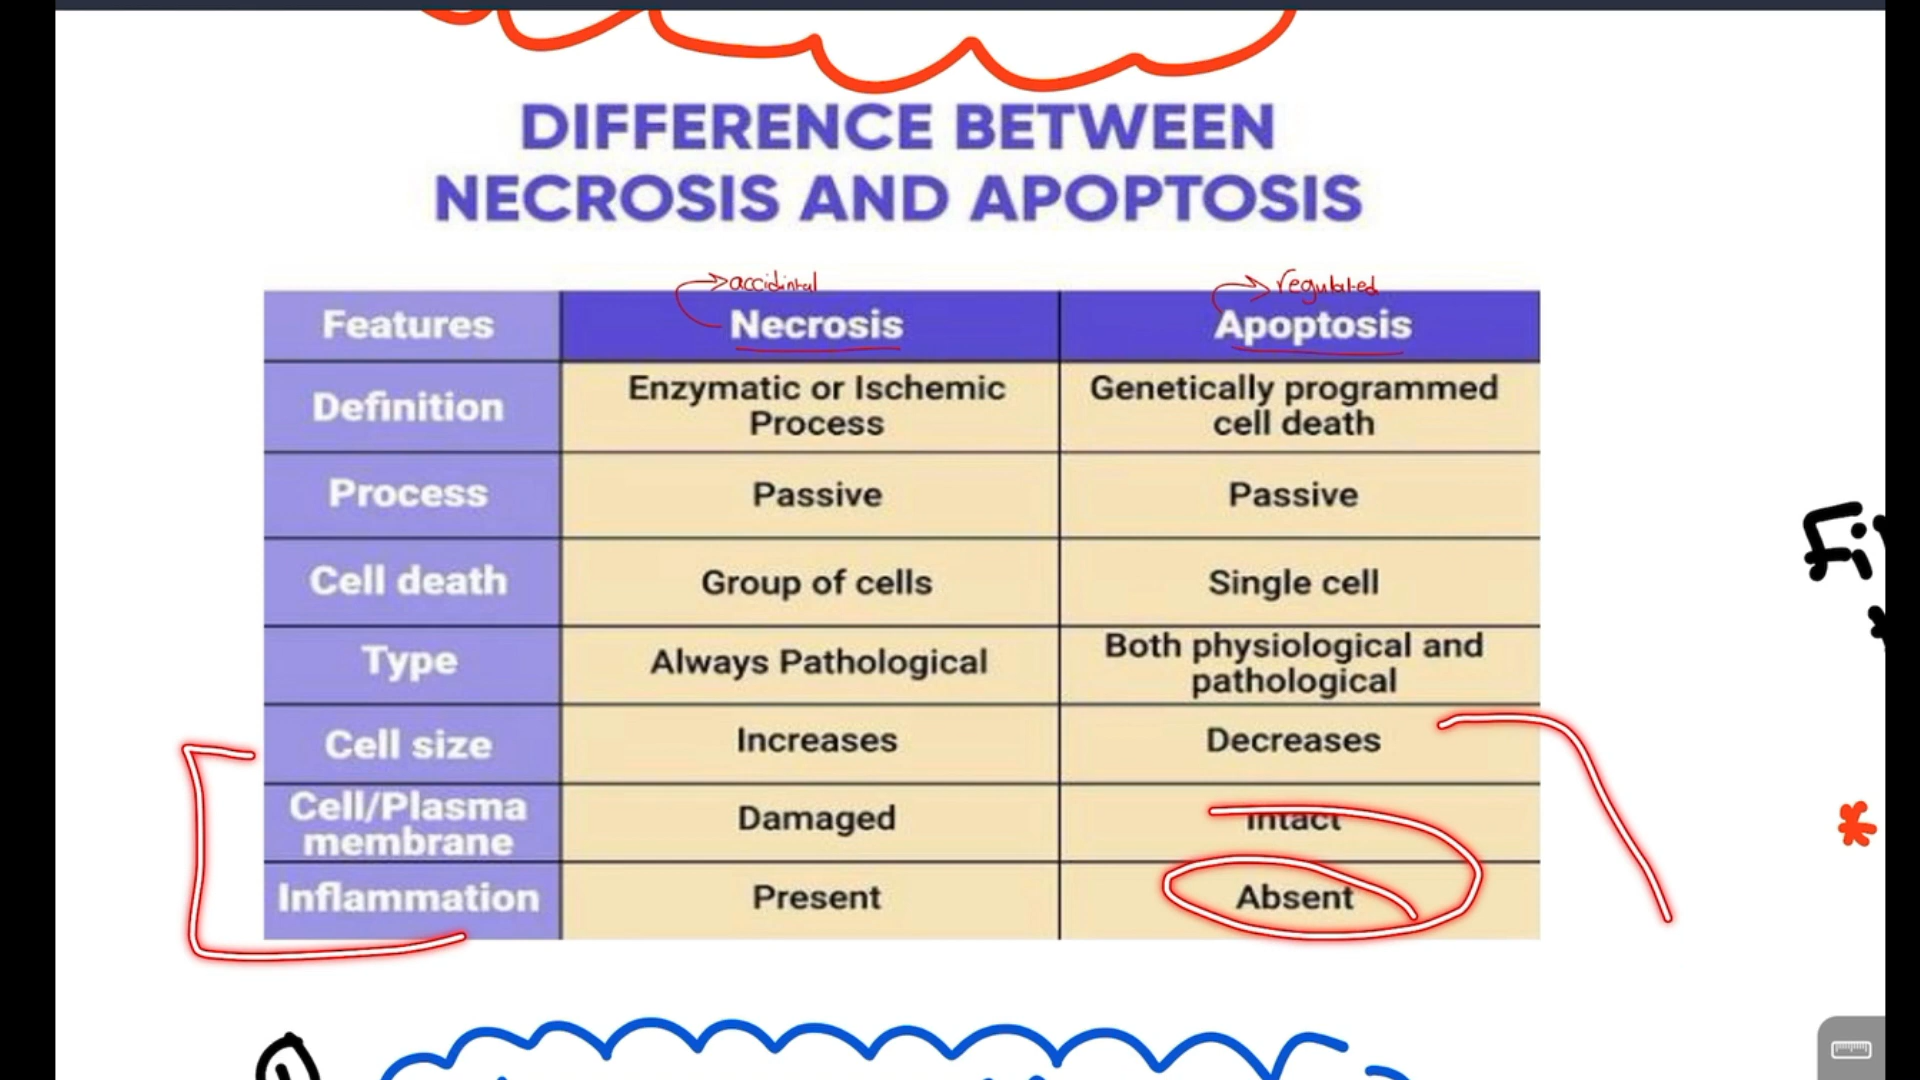 DIFFERENCE BETWEEN
NECROSIS AND APOPTOSIS
accidintal
regulated
Features Necrosis Apoptosis
Definition Enzymatic or Ischemic Process Genetically programmed cell death
Process Passive Passive
Cell death Group of cells Single cell
Type Always Pathological Both physiological and pathological
Cell size Increases Decreases
Cell/Plasma membrane Damaged Intact
Inflammation Present Absent